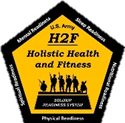 Mental Readiness
Sleep Readiness
U.S. Army
H2F
Holistic Health
and Fitness
Spiritual Readiness
Nutritional Readiness
SOLDIER
READINESS SYSTEM
Physical Readiness